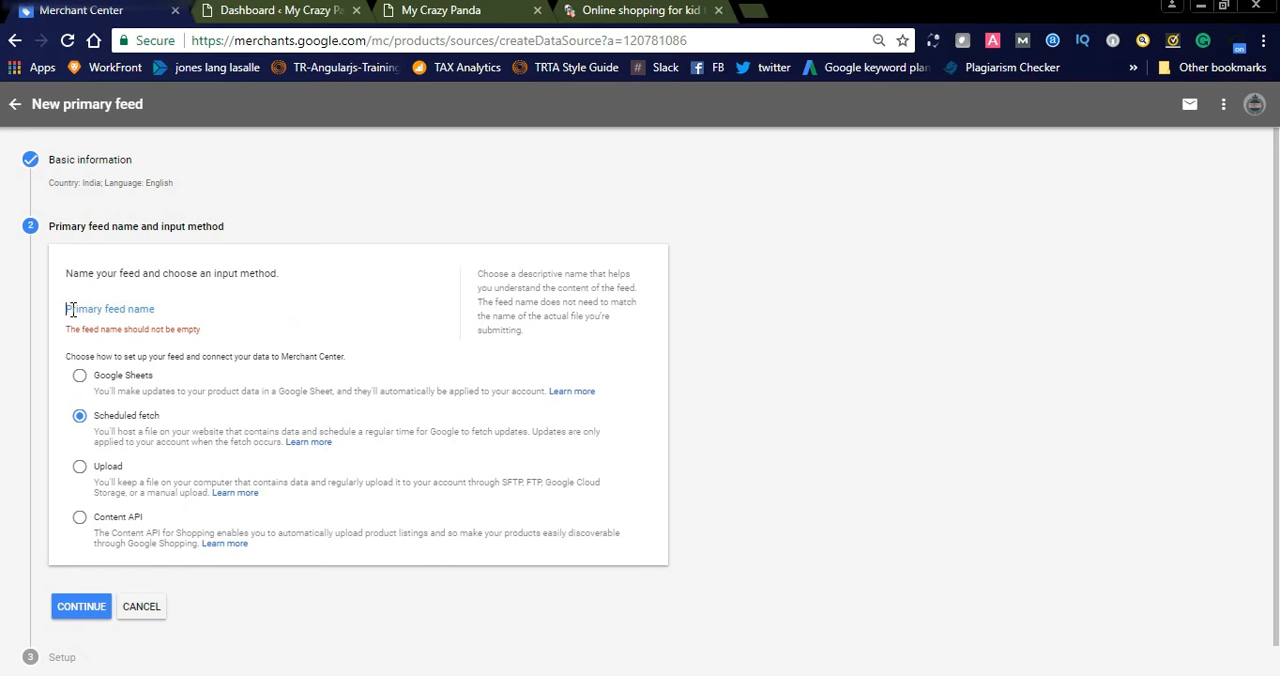 Merchant Center
Dashboard ‹ My Crazy Pa
My Crazy Panda
Online shopping for kid t
Secure
https://merchants.google.com/mc/products/sources/createDataSource?a=120781086
Apps
WorkFront
jones lang lasalle
TR-Angularjs-Training
TAX Analytics
TRTA Style Guide
Slack
FB
twitter
Google keyword plan
Plagiarism Checker
»
Other bookmarks
New primary feed
Basic information
Country: India; Language: English
2
Primary feed name and input method
Name your feed and choose an input method.
Primary feed name
The feed name should not be empty
Choose a descriptive name that helps
you understand the content of the feed.
The feed name does not need to match
the name of the actual file you're
submitting.
Choose how to set up your feed and connect your data to Merchant Center.
Google Sheets
You'll make updates to your product data in a Google Sheet, and they'll automatically be applied to your account. Learn more
Scheduled fetch
You'll host a file on your website that contains data and schedule a regular time for Google to fetch updates. Updates are only
applied to your account when the fetch occurs. Learn more
Upload
You'll keep a file on your computer that contains data and regularly upload it to your account through SFTP, FTP, Google Cloud
Storage, or a manual upload. Learn more
Content API
The Content API for Shopping enables you to automatically upload product listings and so make your products easily discoverable
through Google Shopping. Learn more
CONTINUE
CANCEL
3
Setup